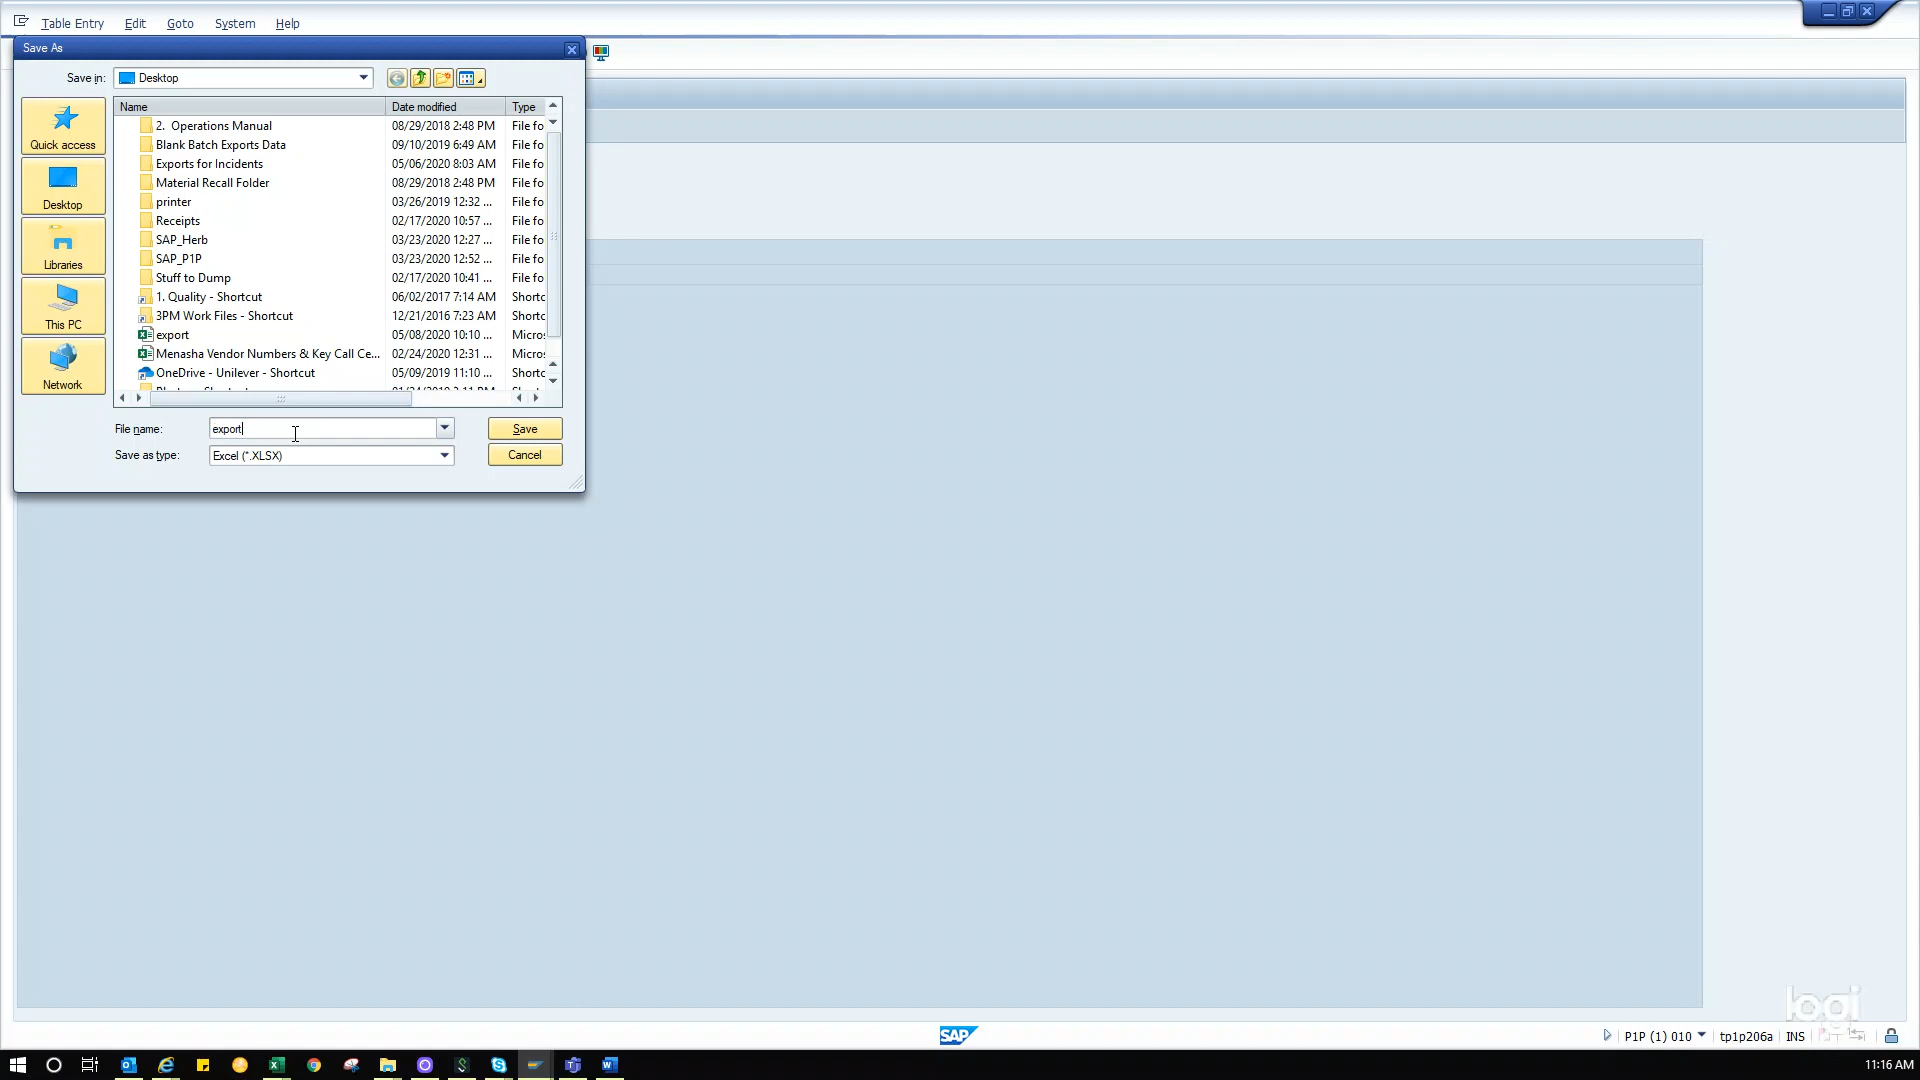 Table Entry Edit Goto System Help
Save As
Save in: Desktop
Name Date modified Type
2.  Operations Manual 08/29/2018 2:48 PM File fo
Blank Batch Exports Data 09/10/2019 6:49 AM File fo
Exports for Incidents 05/06/2020 8:03 AM File fo
Material Recall Folder 08/29/2018 2:48 PM File fo
printer 03/26/2019 12:32 ... File fo
Receipts 02/17/2020 10:57 ... File fo
SAP_Herb 03/23/2020 12:27 ... File fo
SAP_P1P 03/23/2020 12:52 ... File fo
Stuff to Dump 02/17/2020 10:41 ... File fo
1. Quality - Shortcut 06/02/2017 7:14 AM Shortc
3PM Work Files - Shortcut 12/21/2016 7:23 AM Shortc
export 05/08/2020 10:10 ... Micros
Menasha Vendor Numbers & Key Call Ce... 02/24/2020 12:31 ... Micros
OneDrive - Unilever - Shortcut 05/09/2019 11:10 ... Shortc
Quick access
Desktop
Libraries
This PC
Network
File name: export Save
Save as type: Excel (*.XLSX) Cancel
logi
SAP P1P (1) 010 tp1p206a INS
11:16 AM